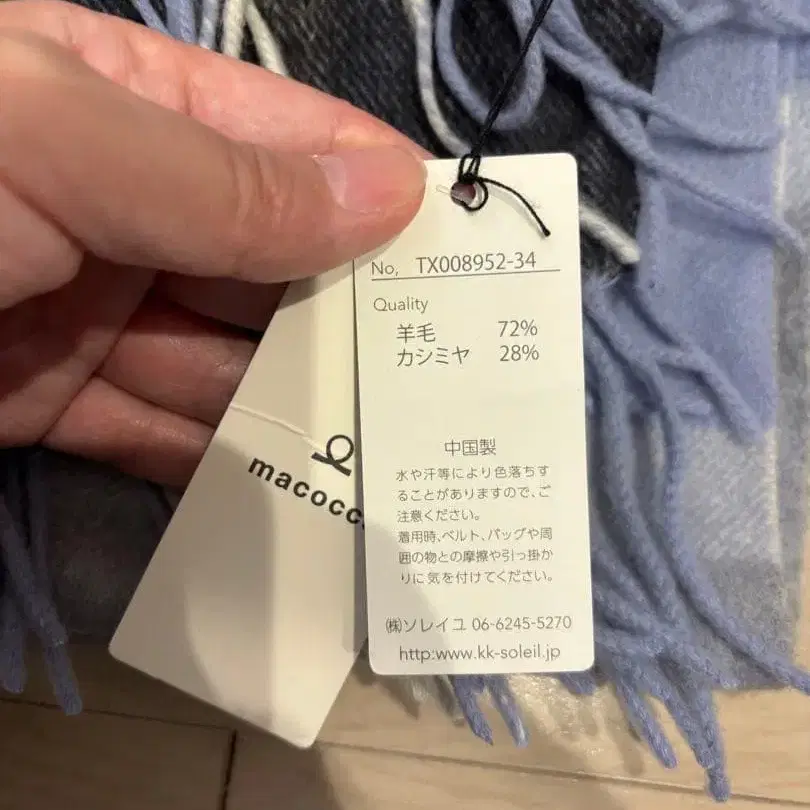 No, TX008952-34
Quality
羊毛 72%
カシミヤ 28%
中国製
水や汗等により色落ちす
ることがありますので、ご
注意ください。
着用時、ベルト、バッグや周
囲の物との摩擦や引っ掛か
りに気を付けてください。
㈱ソレイユ 06-6245-5270
http:www.kk-soleil.jp
macocc